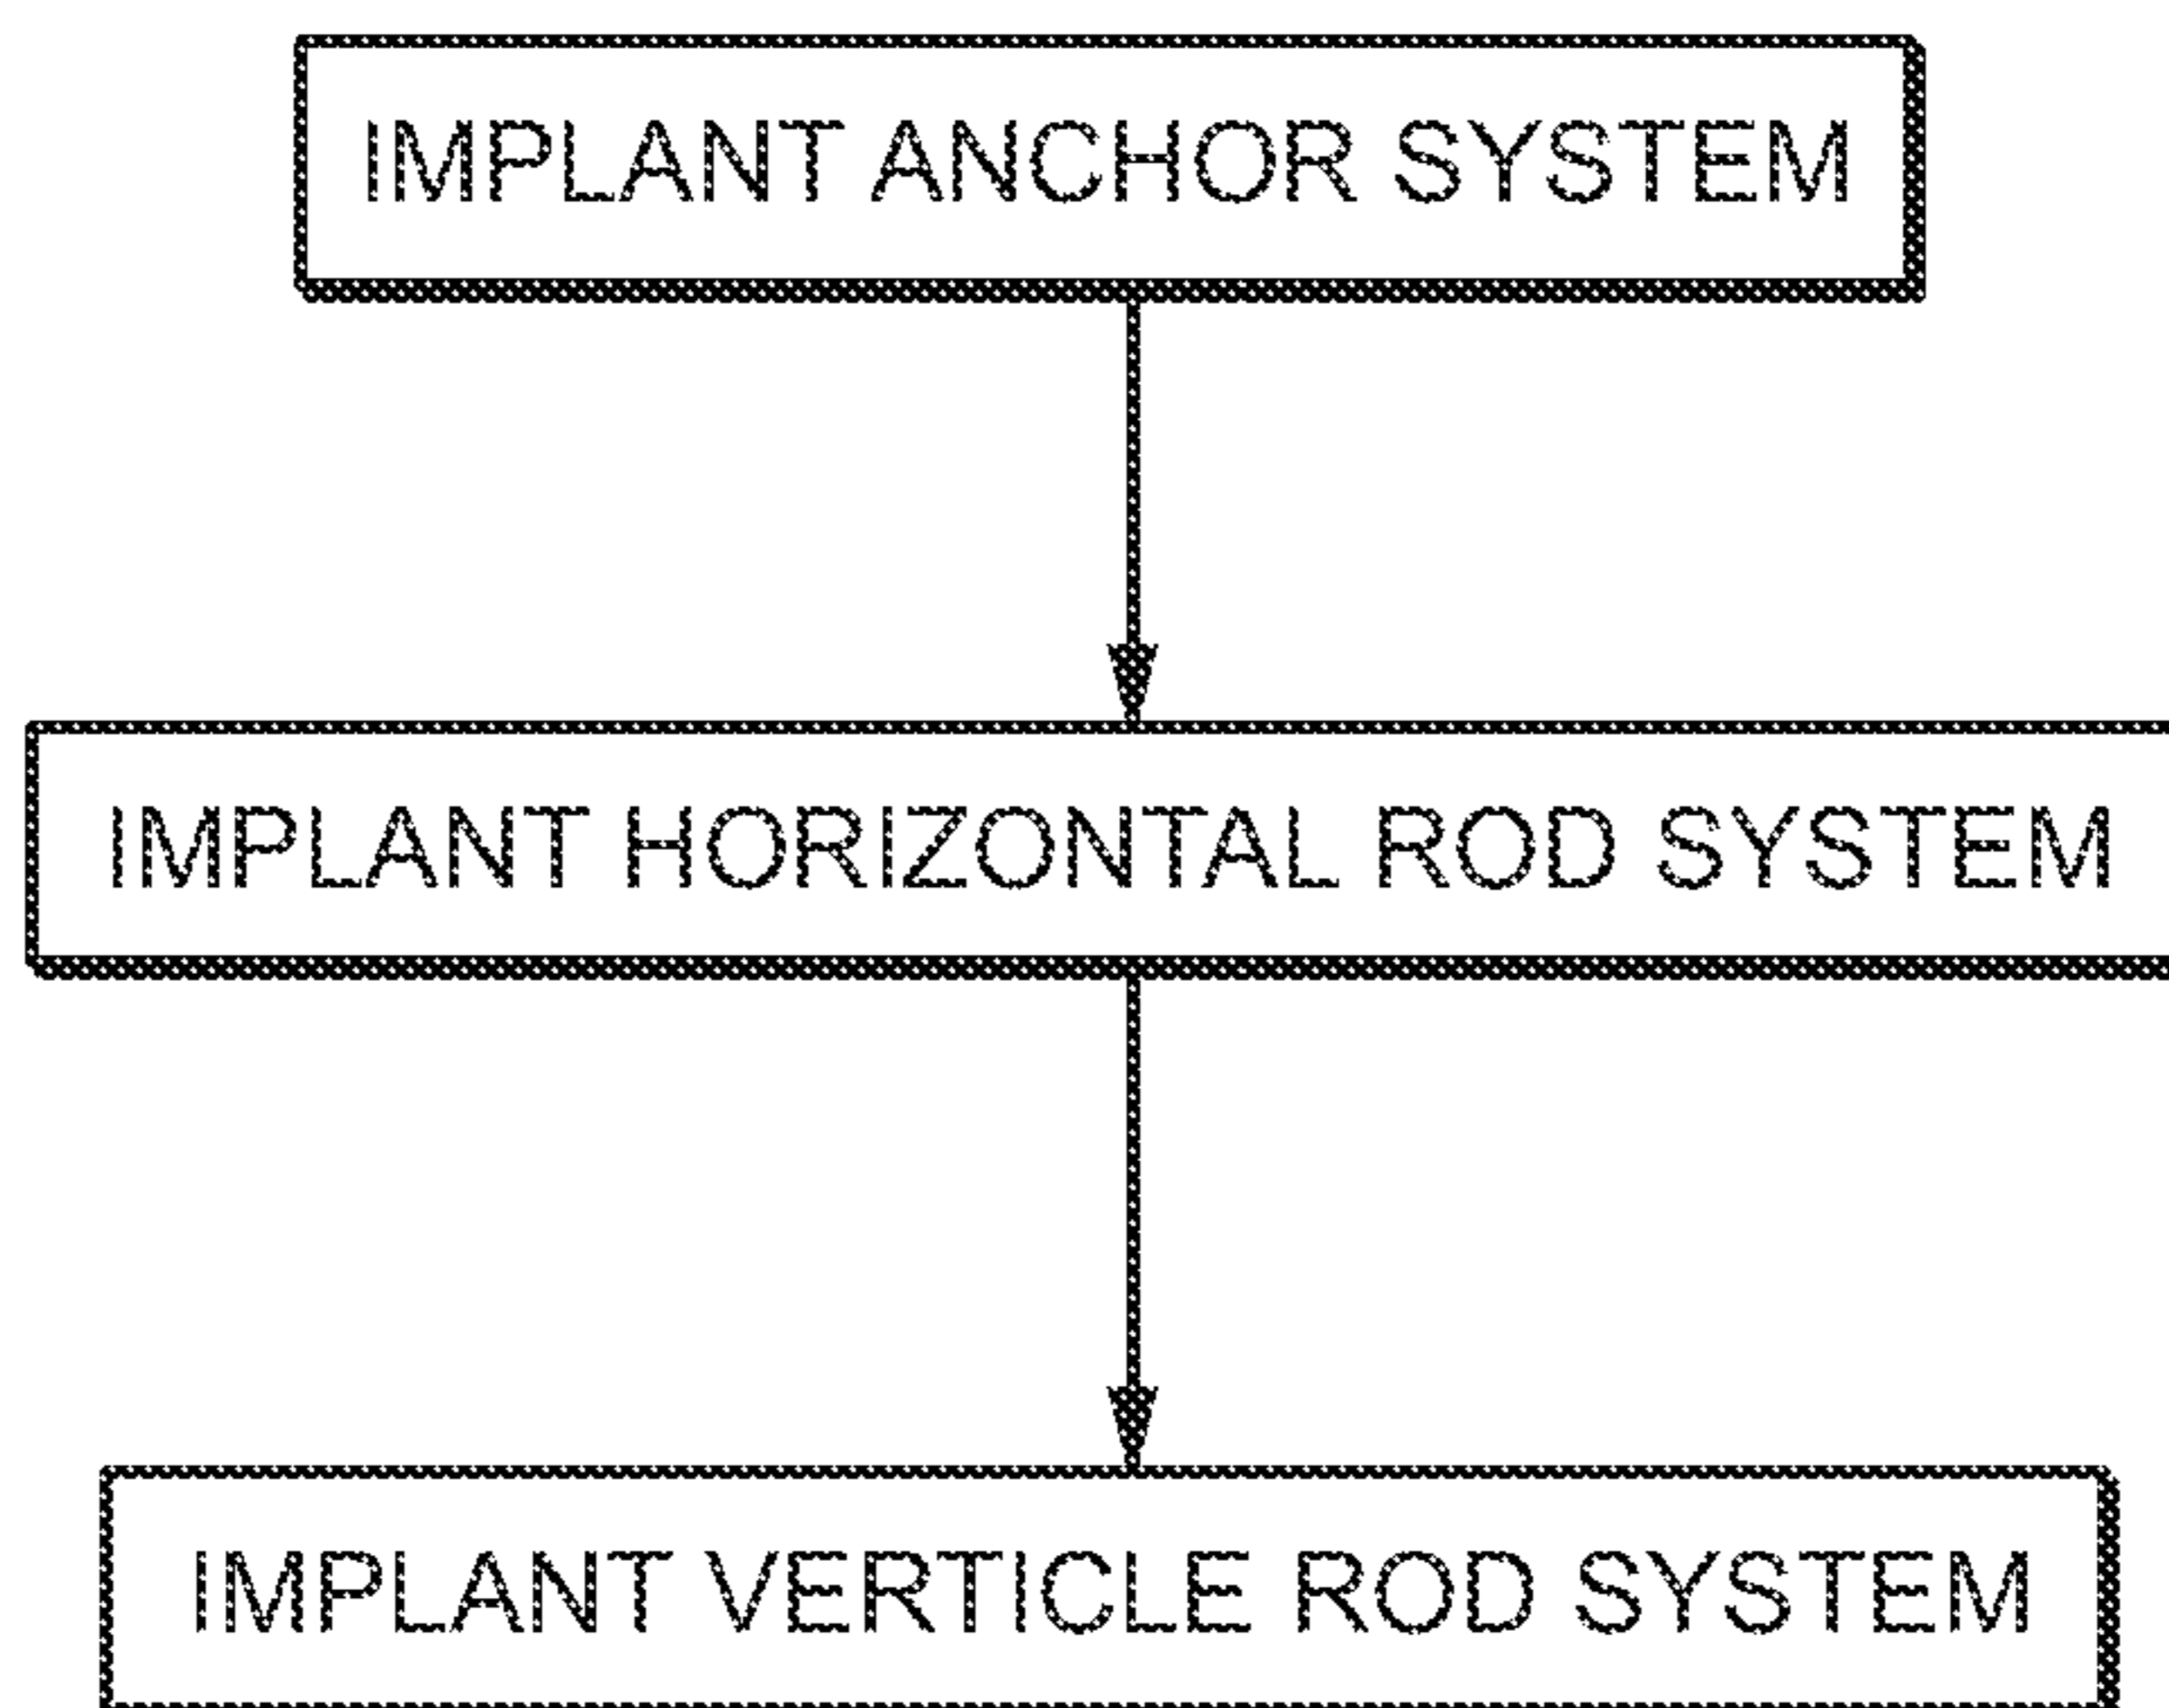 IMPLANT ANCHOR SYSTEM
IMPLANT HORIZONTAL ROD SYSTEM
IMPLANT VERTICLE ROD SYSTEM